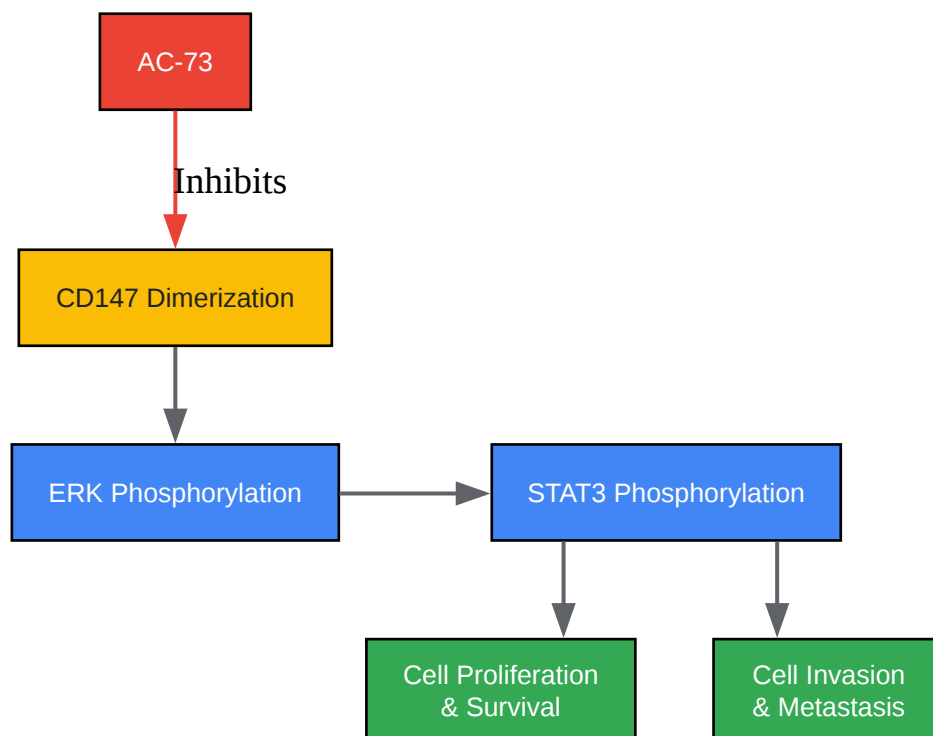 AC-73
Inhibits
CD147 Dimerization
ERK Phosphorylation
STAT3 Phosphorylation
Cell Proliferation
& Survival
Cell Invasion
& Metastasis